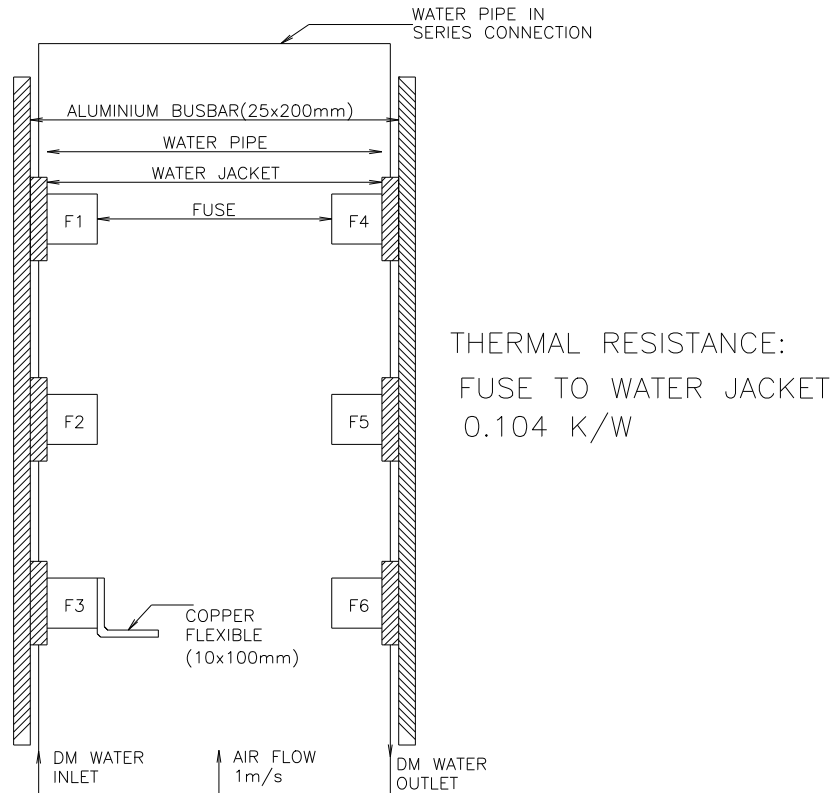 WATER PIPE IN
SERIES CONNECTION
ALUMINIUM BUSBAR(25x200mm)
WATER PIPE
WATER JACKET
FUSE
F1
F4
THERMAL RESISTANCE:
FUSE TO WATER JACKET
0.104 K/W
F2
F5
F3
F6
COPPER
FLEXIBLE
(10x100mm)
DM WATER
INLET
AIR FLOW
1m/s
DM WATER
OUTLET